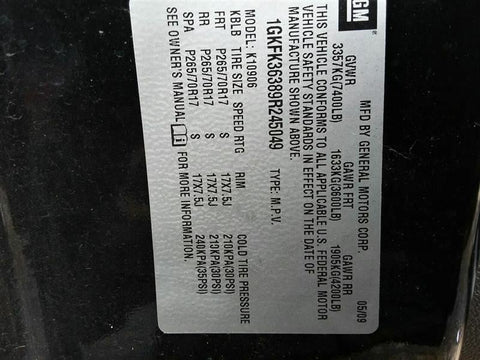 GM®
MFD BY GENERAL MOTORS CORP. 05/09
GVWR GAWR FRT GAWR RR
3357KG(7400LB) 1633KG(3600LB) 1905KG(4200LB)
THIS VEHICLE CONFORMS TO ALL APPLICABLE U.S. FEDERAL MOTOR
VEHICLE SAFETY STANDARDS IN EFFECT ON THE DATE OF
MANUFACTURE SHOWN ABOVE.
1GKFK36389R245049 TYPE: M.P.V.
MODEL: K10906
KBLB TIRE SIZE SPEED RTG RIM COLD TIRE PRESSURE
FRT P265/70R17 S 17X7.5J 210KPA(30PSI)
RR P265/70R17 S 17X7.5J 210KPA(30PSI)
SPA P265/70R17 S 17X7.5J 240KPA(35PSI)
SEE OWNER'S MANUAL FOR MORE INFORMATION.